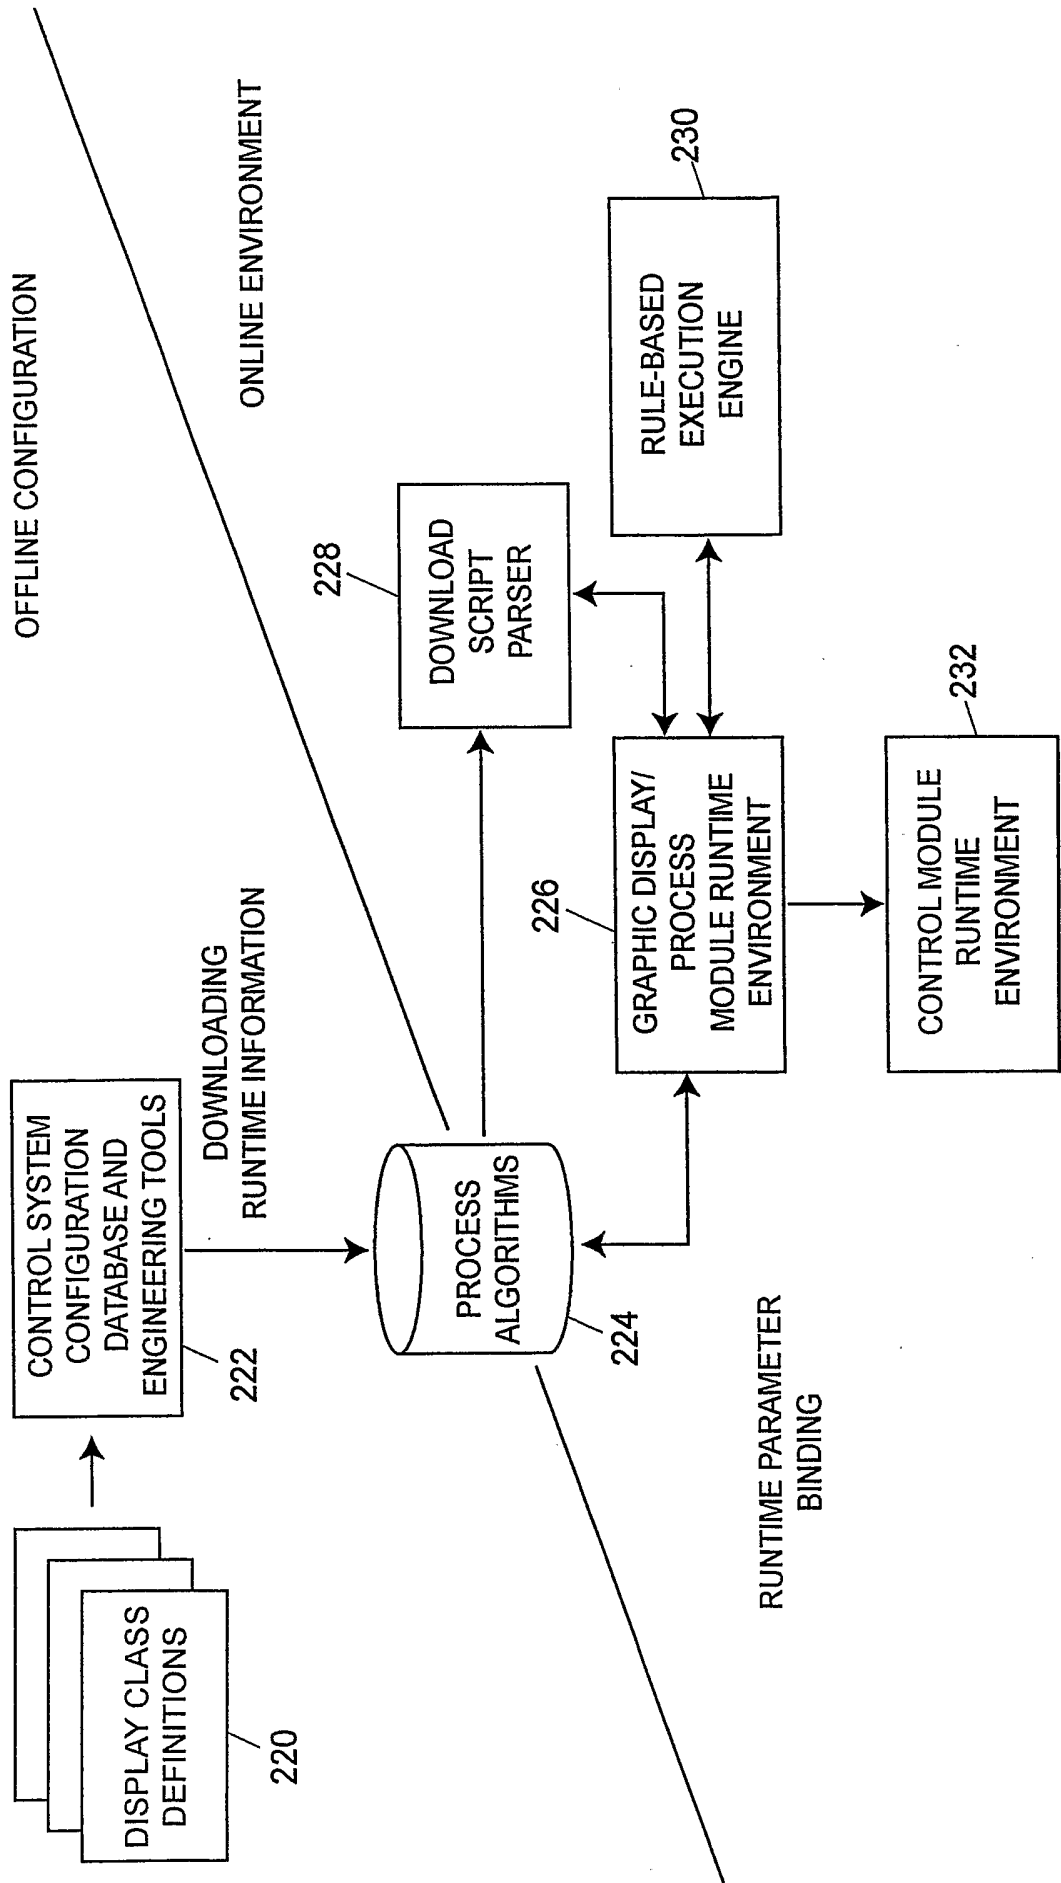 OFFLINE CONFIGURATION
ONLINE ENVIRONMENT
DISPLAY CLASS
DEFINITIONS
220
CONTROL SYSTEM
CONFIGURATION
DATABASE AND
ENGINEERING TOOLS
222
DOWNLOADING
RUNTIME INFORMATION
PROCESS
ALGORITHMS
224
DOWNLOAD
SCRIPT
PARSER
228
RUNTIME PARAMETER
BINDING
GRAPHIC DISPLAY/
PROCESS
MODULE RUNTIME
ENVIRONMENT
226
RULE-BASED
EXECUTION
ENGINE
230
CONTROL MODULE
RUNTIME
ENVIRONMENT
232